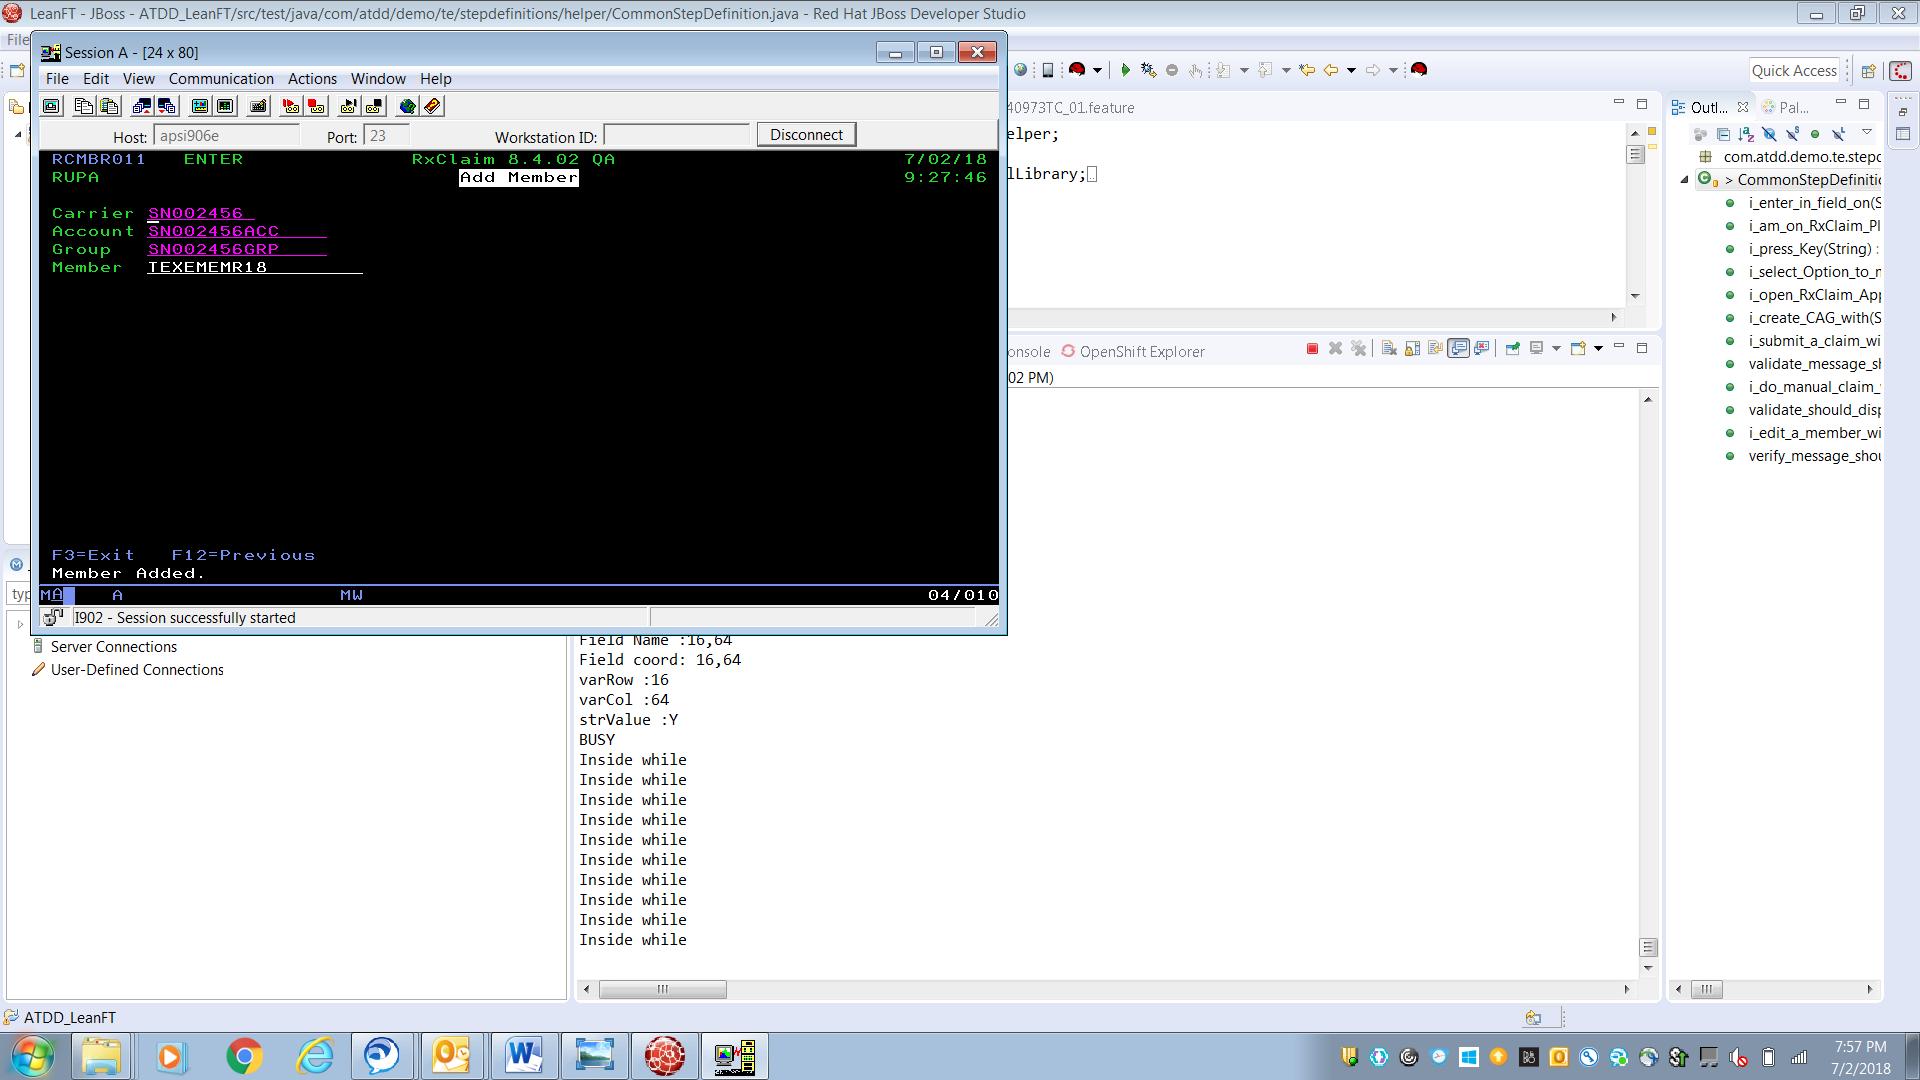 LeanFT - JBoss - ATDD_LeanFT/src/test/java/com/atdd/demo/te/stepdefinitions/helper/CommonStepDefinition.java - Red Hat JBoss Developer Studio
File
Session A - [24 x 80]
File Edit View Communication Actions Window Help
Quick Access
Host: apsi906e Port: 23 Workstation ID: Disconnect
40973TC_01.feature
Outl... Pal...
elper;
lLibrary;
RCMBR011 ENTER RxClaim 8.4.02 QA 7/02/18
RUPA Add Member 9:27:46
Carrier SN002456
Account SN002456ACC
Group SN002456GRP
Member TEXEMEMR18
F3=Exit F12=Previous
Member Added.
MA A MW 04/010
I902 - Session successfully started
com.atdd.demo.te.stepc
> CommonStepDefinitio
i_enter_in_field_on(S
i_am_on_RxClaim_Pl
i_press_Key(String) :
i_select_Option_to_n
i_open_RxClaim_App
i_create_CAG_with(S
i_submit_a_claim_wi
validate_message_sh
i_do_manual_claim_
validate_should_disp
i_edit_a_member_wi
verify_message_shou
onsole OpenShift Explorer
02 PM)
typ
Server Connections
User-Defined Connections
Field Name :16,64
Field coord: 16,64
varRow :16
varCol :64
strValue :Y
BUSY
Inside while
Inside while
Inside while
Inside while
Inside while
Inside while
Inside while
Inside while
Inside while
Inside while
ATDD_LeanFT
7:57 PM
7/2/2018